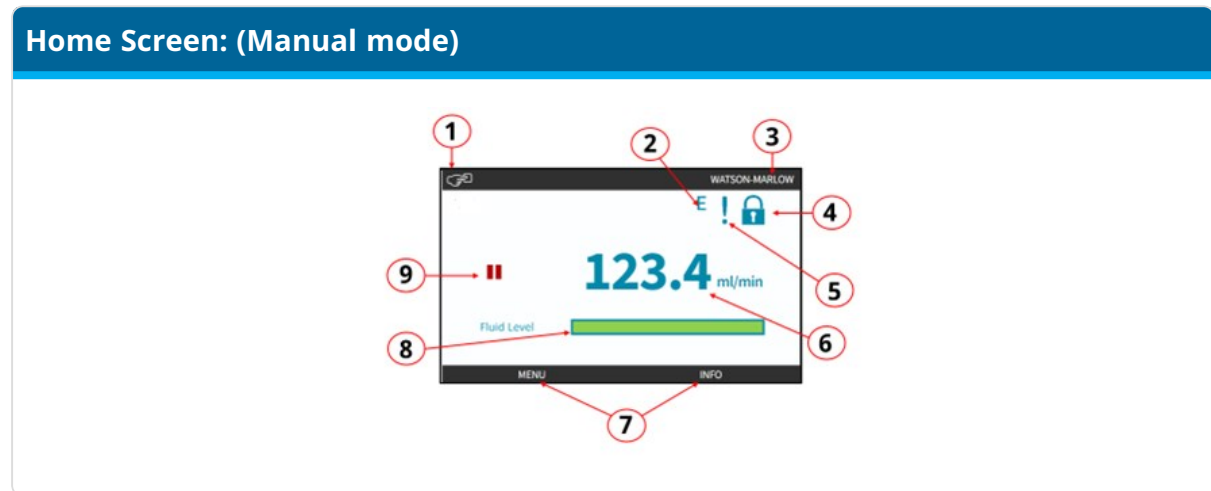 Home Screen: (Manual mode)
1
2
3
WATSON-MARLOW
E ! 4
9
123.4 ml/min
5
Fluid Level
6
8
MENU INFO
7